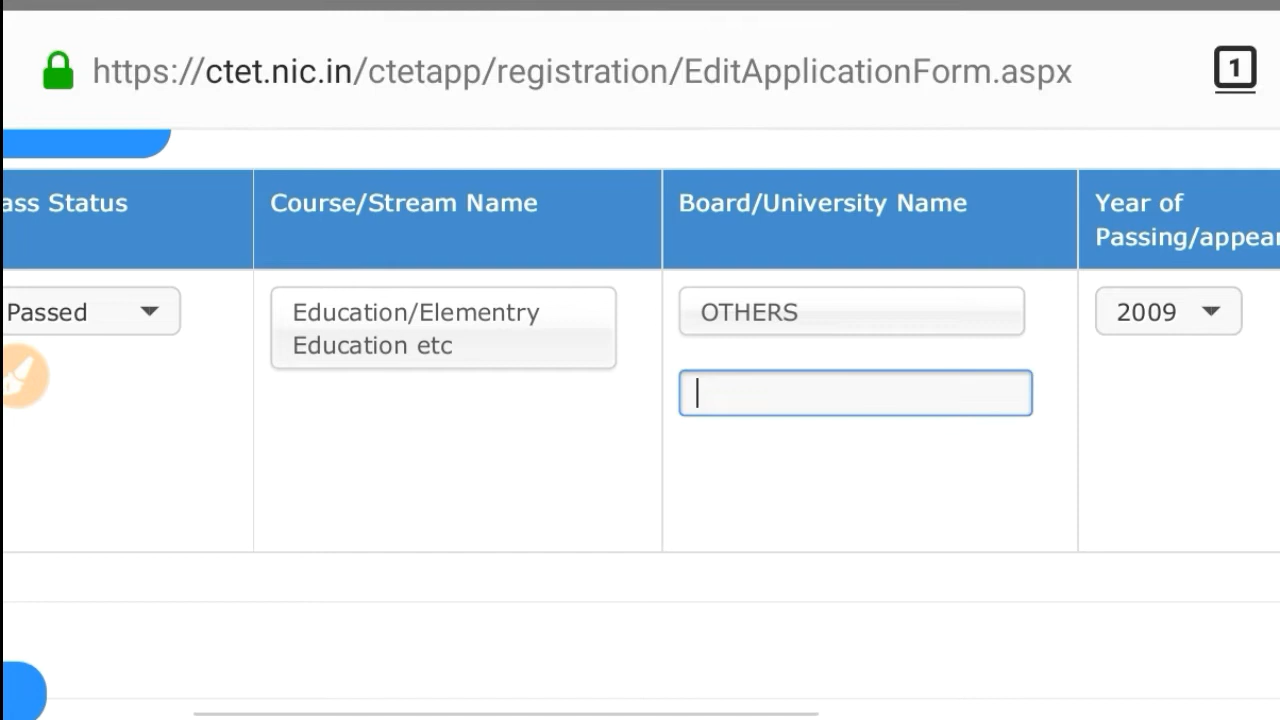 https://ctet.nic.in/ctetapp/registration/EditApplicationForm.aspx
1
ass Status
Course/Stream Name
Board/University Name
Year of
Passing/appear
Passed
Education/Elementry
Education etc
OTHERS
2009